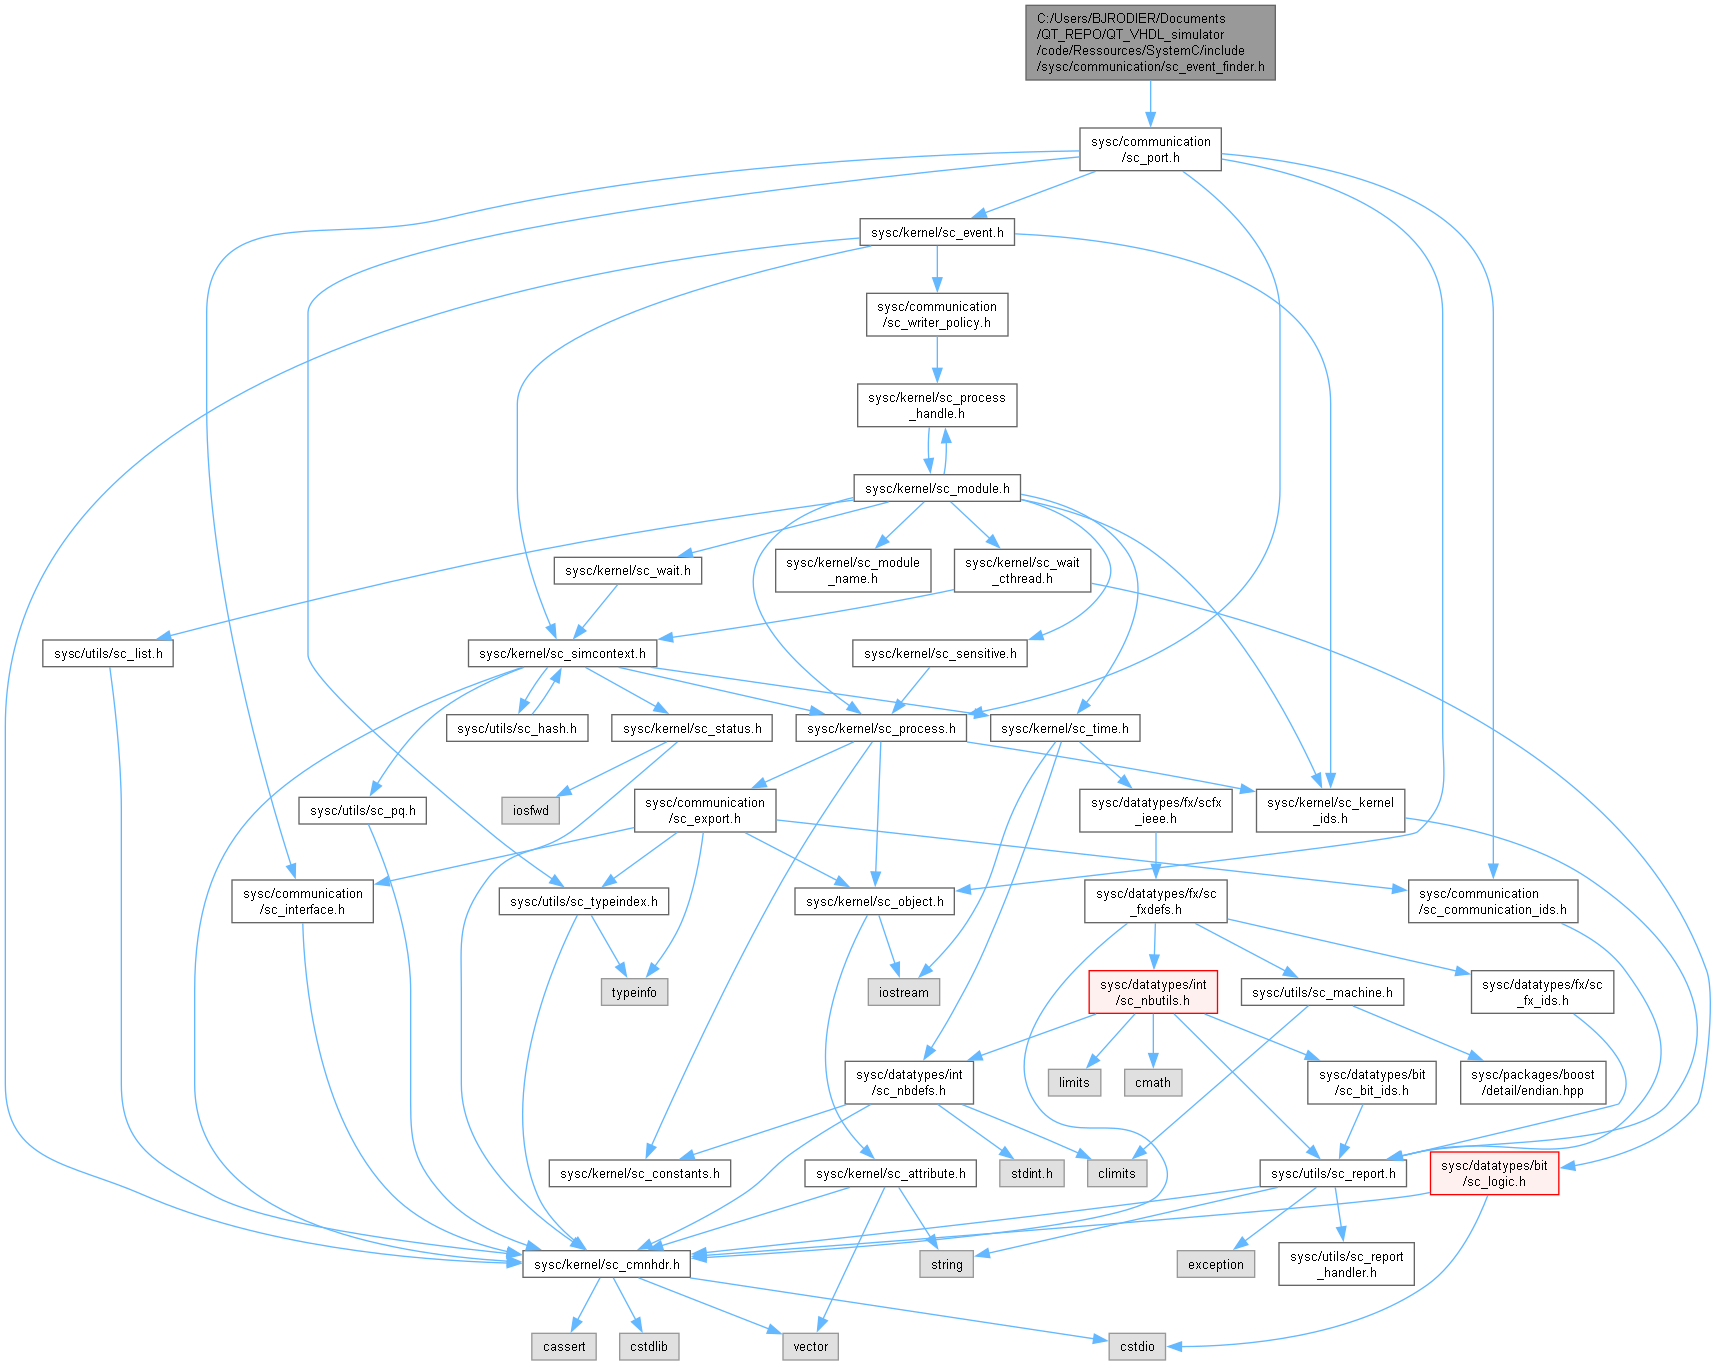 C:/Users/BJRODIER/Documents
/QT_REPO/QT_VHDL_simulator
/code/Ressources/SystemC/include
/sysc/communication/sc_event_finder.h
sysc/communication
/sc_port.h
sysc/kernel/sc_event.h
sysc/communication
/sc_writer_policy.h
sysc/kernel/sc_process
_handle.h
sysc/kernel/sc_module.h
sysc/kernel/sc_wait.h
sysc/kernel/sc_module
_name.h
sysc/kernel/sc_wait
_cthread.h
sysc/utils/sc_list.h
sysc/kernel/sc_simcontext.h
sysc/kernel/sc_sensitive.h
sysc/utils/sc_hash.h
sysc/kernel/sc_status.h
sysc/kernel/sc_process.h
sysc/kernel/sc_time.h
sysc/utils/sc_pq.h
iosfwd
sysc/communication
/sc_export.h
sysc/datatypes/fx/scfx
_ieee.h
sysc/kernel/sc_kernel
_ids.h
sysc/communication
/sc_interface.h
sysc/utils/sc_typeindex.h
sysc/kernel/sc_object.h
sysc/datatypes/fx/sc
_fxdefs.h
sysc/communication
/sc_communication_ids.h
typeinfo
iostream
sysc/datatypes/int
/sc_nbutils.h
sysc/utils/sc_machine.h
sysc/datatypes/fx/sc
_fx_ids.h
sysc/datatypes/int
/sc_nbdefs.h
limits
cmath
sysc/datatypes/bit
/sc_bit_ids.h
sysc/packages/boost
/detail/endian.hpp
sysc/kernel/sc_constants.h
sysc/kernel/sc_attribute.h
stdint.h
climits
sysc/utils/sc_report.h
sysc/datatypes/bit
/sc_logic.h
sysc/kernel/sc_cmnhdr.h
string
exception
sysc/utils/sc_report
_handler.h
cassert
cstdlib
vector
cstdio